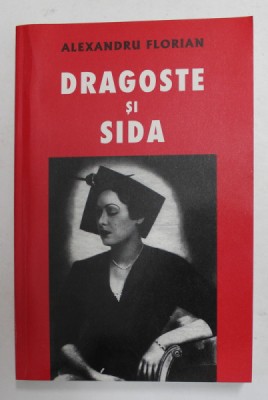 ALEXANDRU FLORIAN
DRAGOSTE
ȘI
SIDA